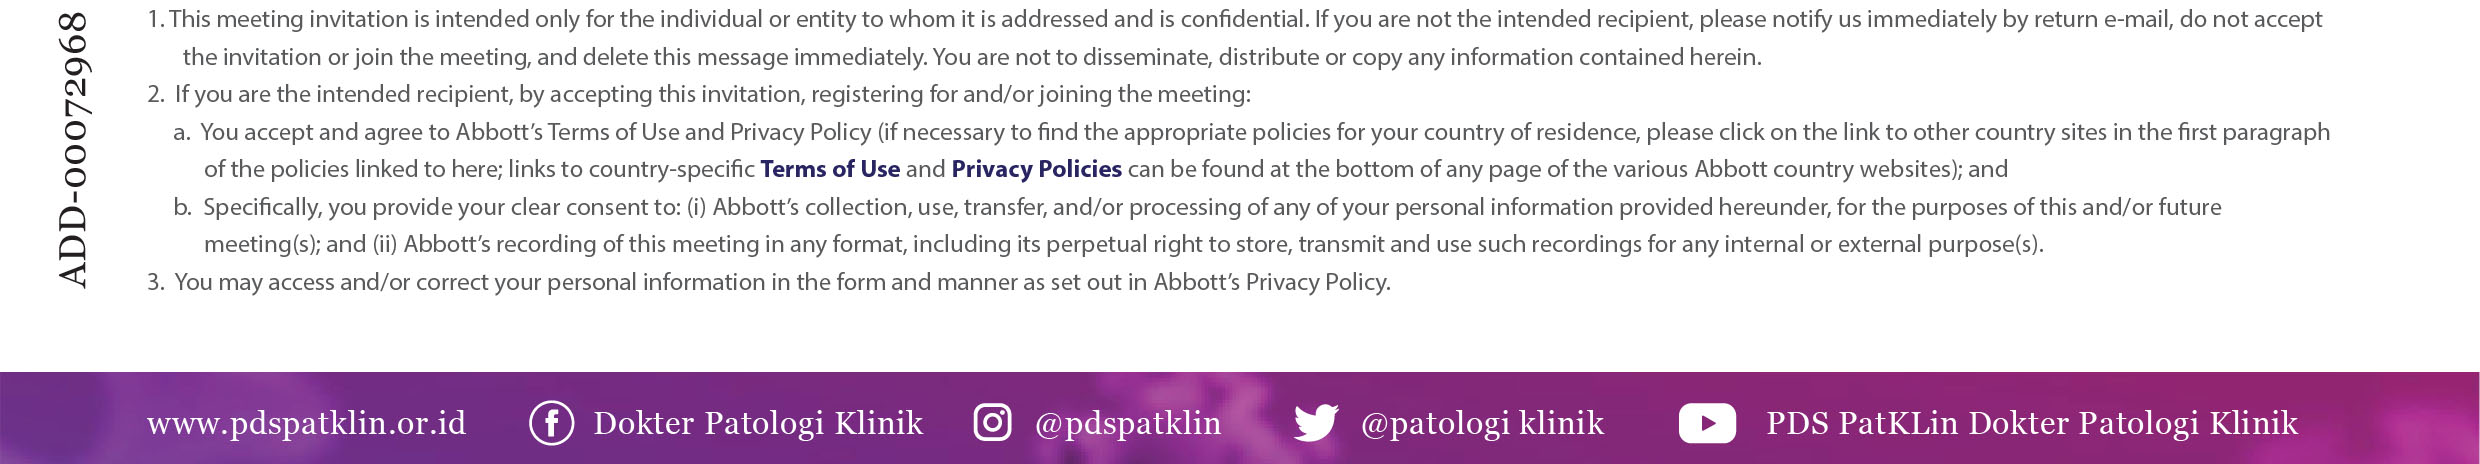 ADD-00072968
1. This meeting invitation is intended only for the individual or entity to whom it is addressed and is confidential. If you are not the intended recipient, please notify us immediately by return e-mail, do not accept
the invitation or join the meeting, and delete this message immediately. You are not to disseminate, distribute or copy any information contained herein.
2. If you are the intended recipient, by accepting this invitation, registering for and/or joining the meeting:
a. You accept and agree to Abbott’s Terms of Use and Privacy Policy (if necessary to find the appropriate policies for your country of residence, please click on the link to other country sites in the first paragraph
of the policies linked to here; links to country-specific Terms of Use and Privacy Policies can be found at the bottom of any page of the various Abbott country websites); and
b. Specifically, you provide your clear consent to: (i) Abbott’s collection, use, transfer, and/or processing of any of your personal information provided hereunder, for the purposes of this and/or future
meeting(s); and (ii) Abbott’s recording of this meeting in any format, including its perpetual right to store, transmit and use such recordings for any internal or external purpose(s).
3. You may access and/or correct your personal information in the form and manner as set out in Abbott’s Privacy Policy.
www.pdspatklin.or.id Dokter Patologi Klinik @pdspatklin @patologi klinik PDS PatKLin Dokter Patologi Klinik